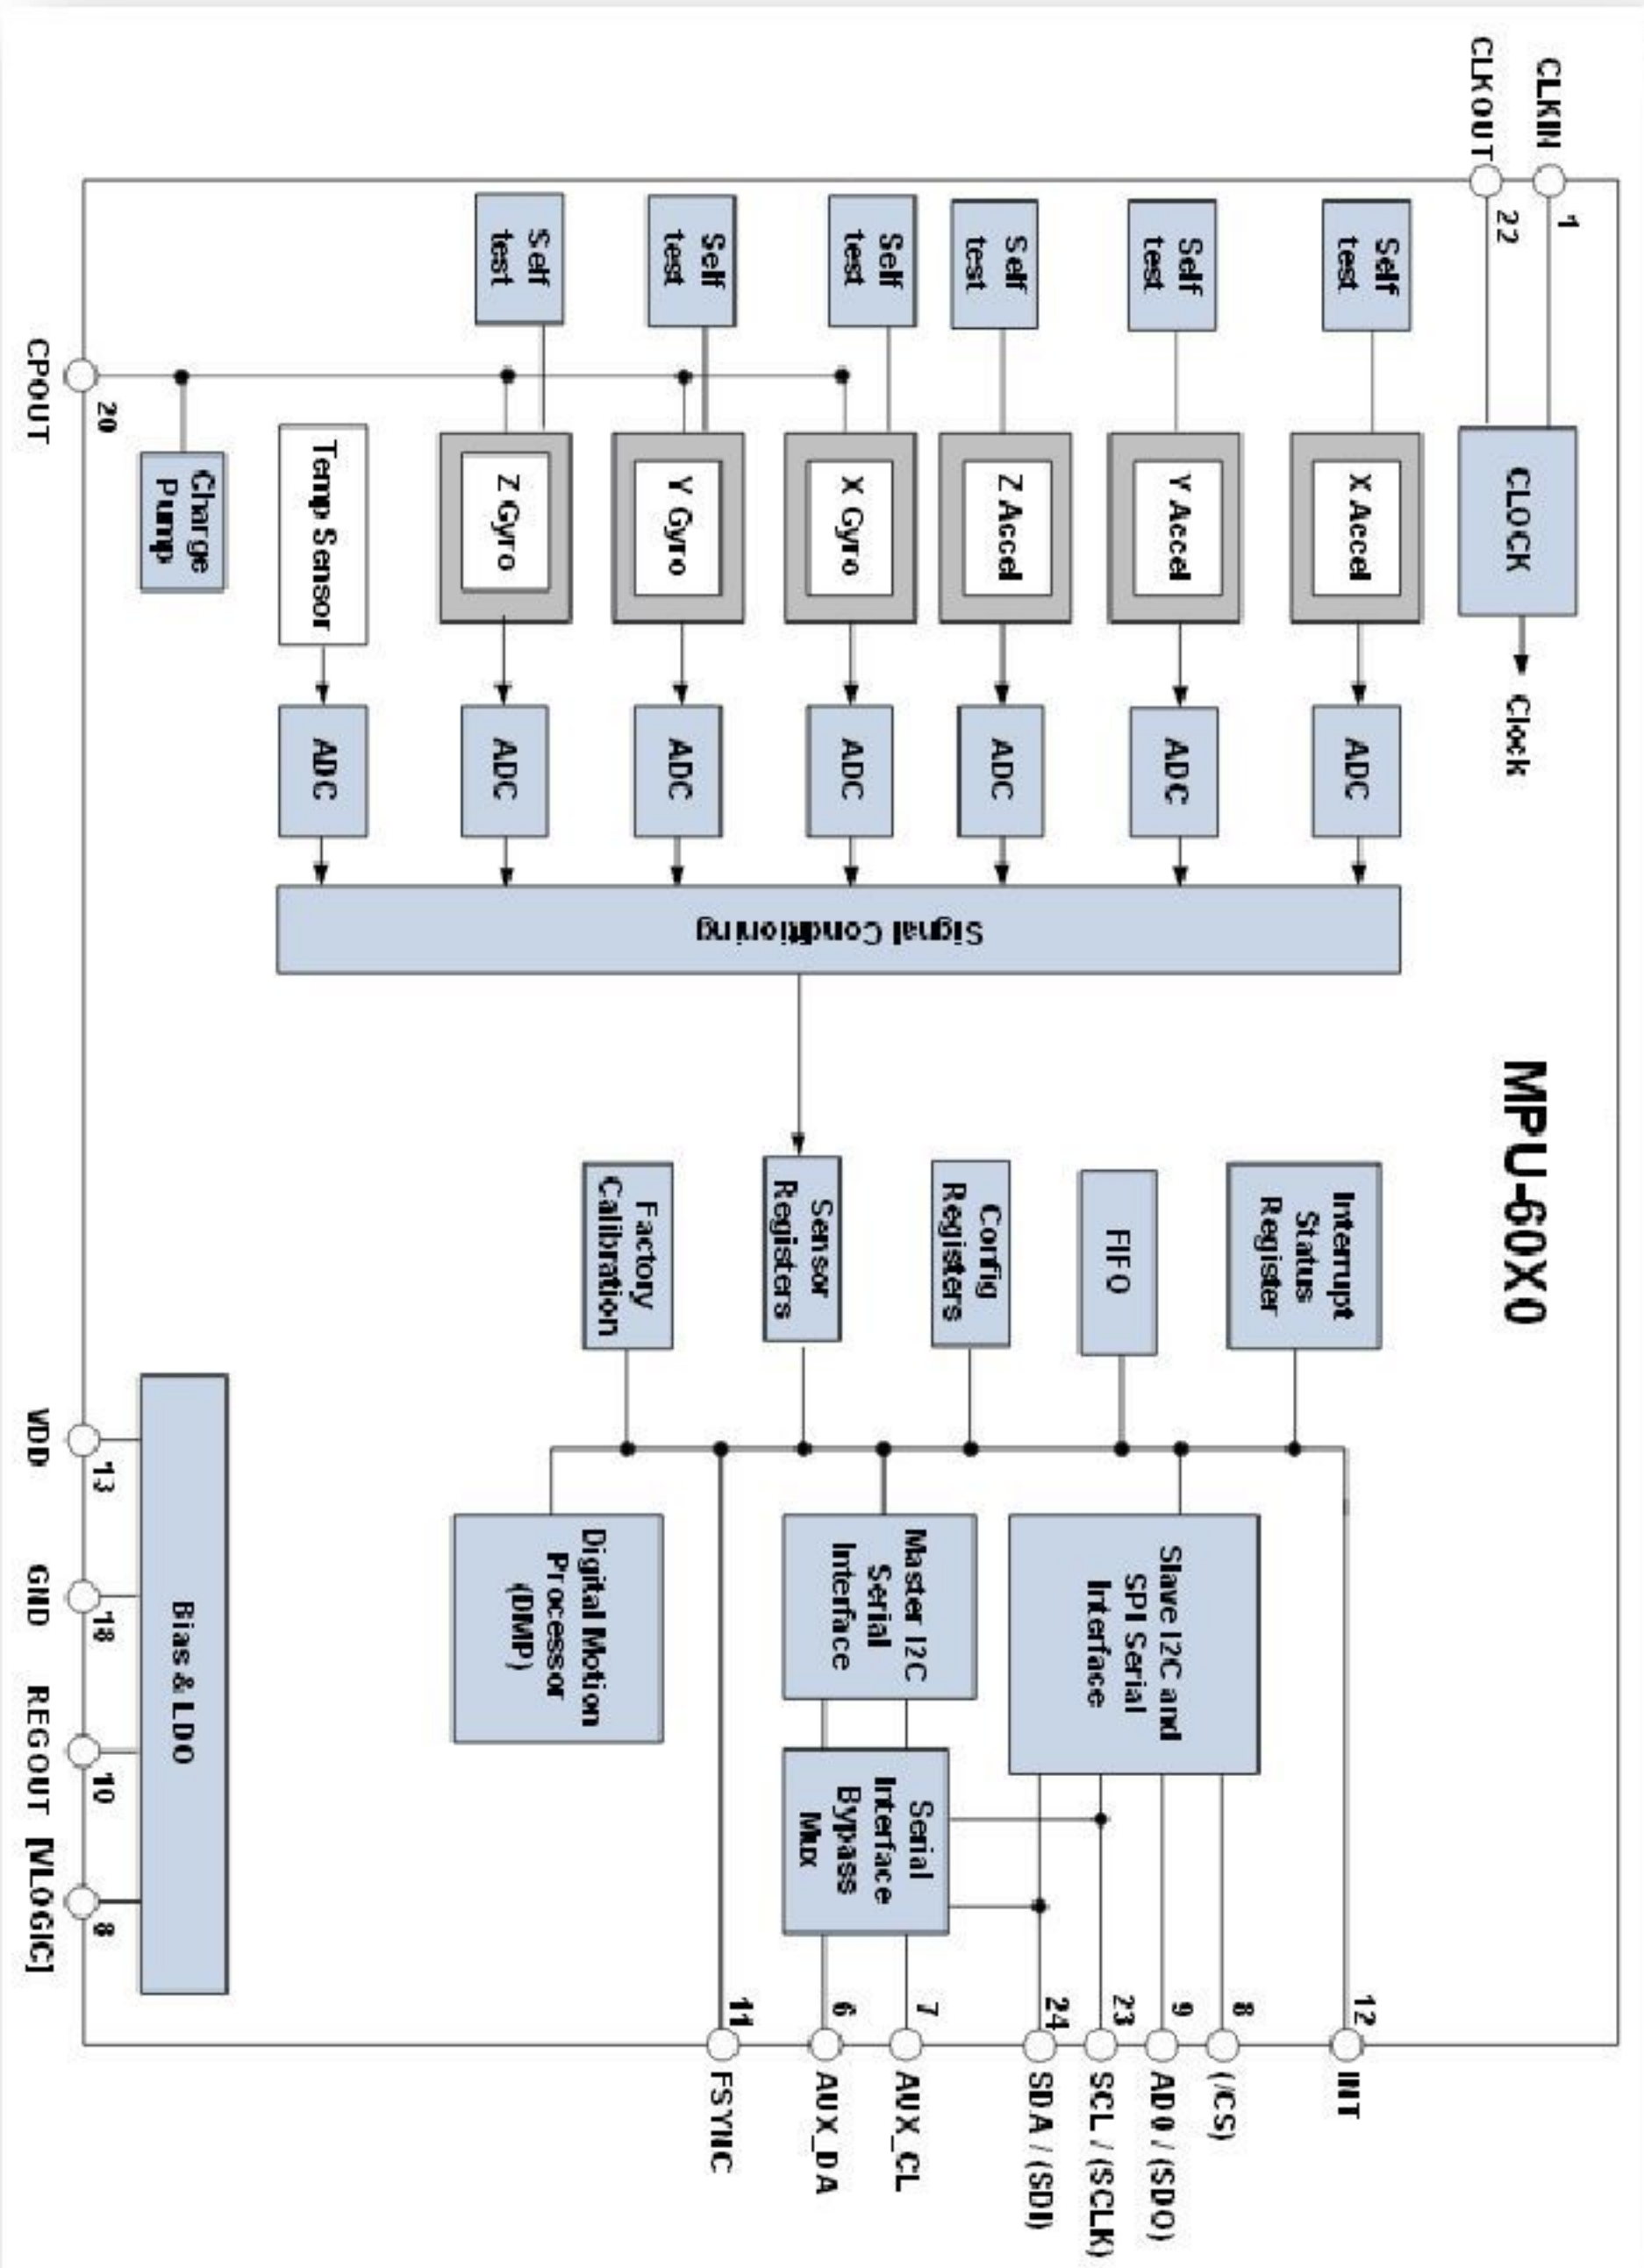 MPU-60X0
CLKIN
1
CLKOUT
22
CLOCK
Clock
Self
test
X Accel
ADC
Self
test
Y Accel
ADC
Self
test
Z Accel
ADC
Self
test
X Gyro
ADC
Self
test
Y Gyro
ADC
Self
test
Z Gyro
ADC
Temp Sensor
ADC
Signal Conditioning
Charge
Pump
CPOUT
20
Interrupt
Status
Register
FIFO
Config
Registers
Sensor
Registers
Factory
Calibration
Slave I2C and
SPI Serial
Interface
Master I2C
Serial
Interface
Serial
Interface
Bypass
Mux
Digital Motion
Processor
(DMP)
12
INT
8
(/CS)
9
AD0 / (SDO)
23
SCL / (SCLK)
24
SDA / (SDI)
7
AUX_CL
6
AUX_DA
11
FSYNC
Bias & LDO
13
18
10
8
VDD
GND
REGOUT
[VLOGIC]